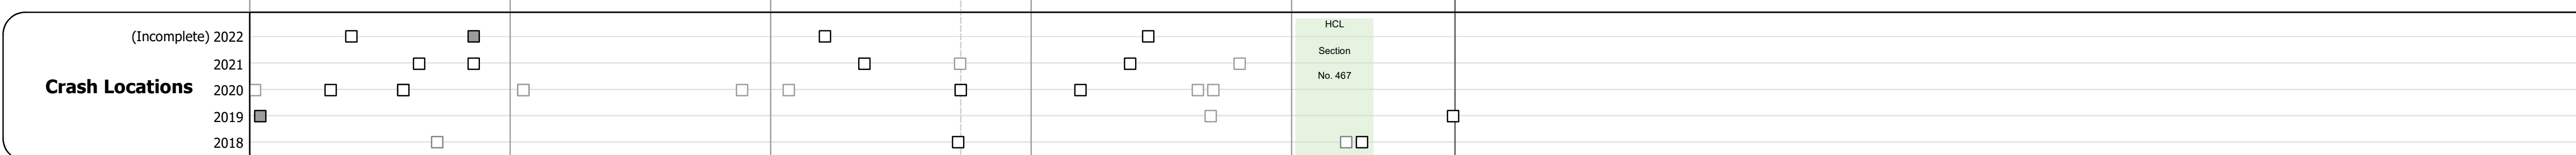 HCL
(Incomplete) 2022
Section
2021
No. 467
Crash Locations
2020
2019
2018